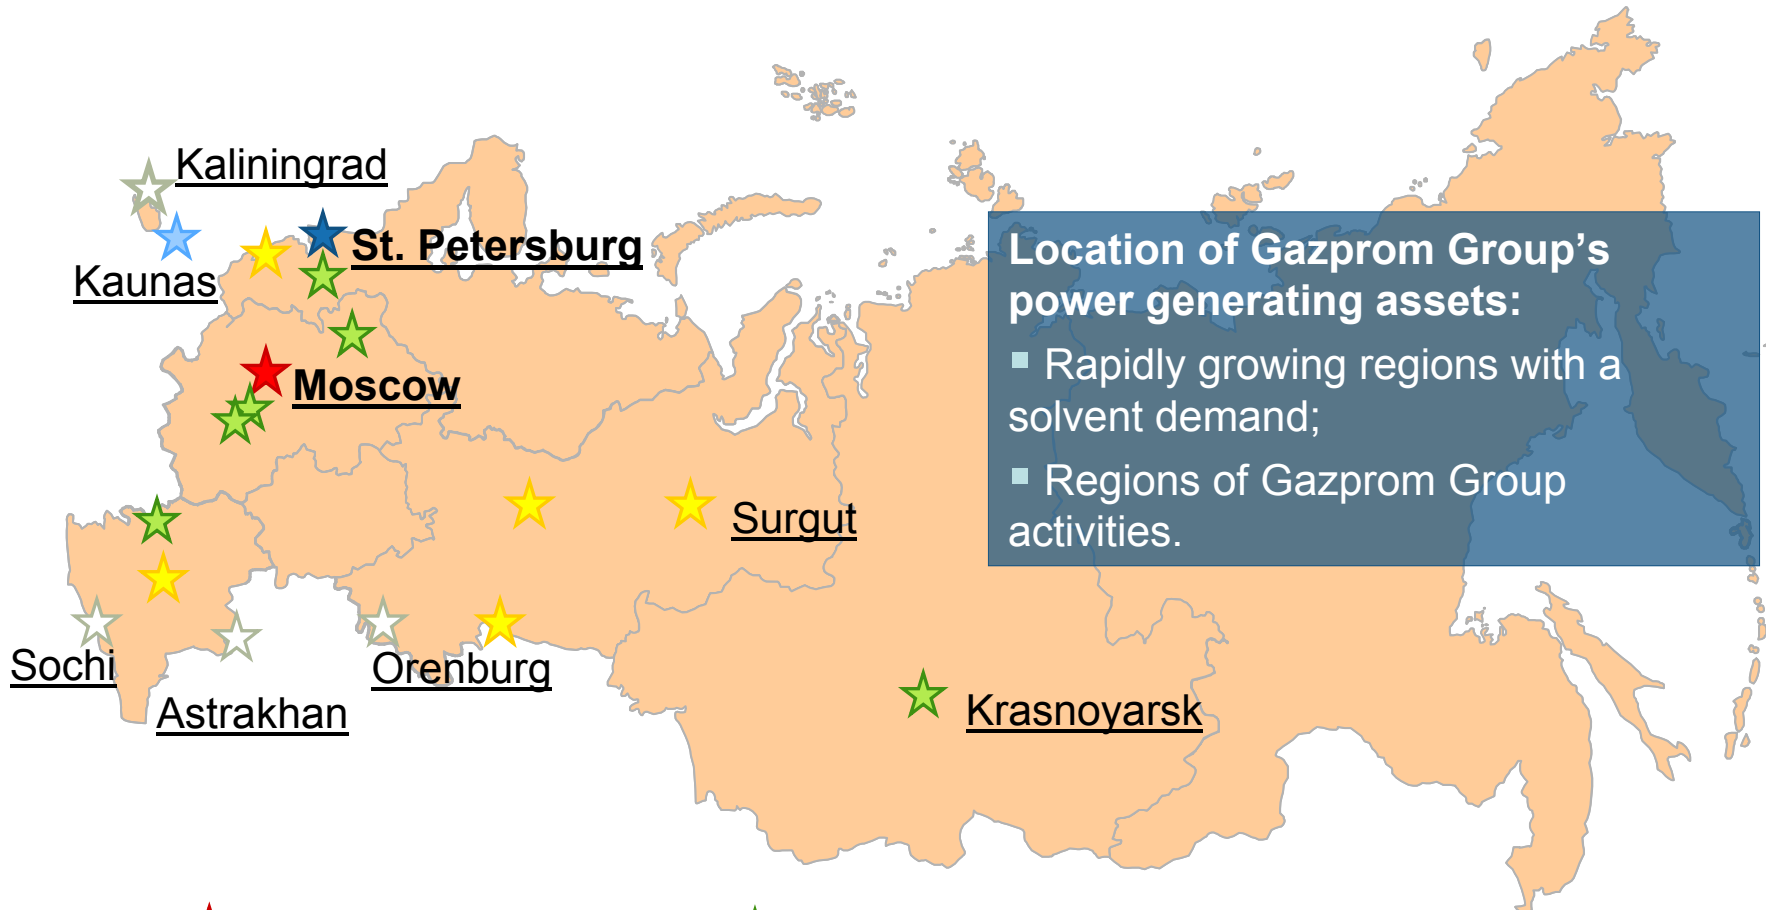 Kaliningrad
St. Petersburg
Kaunas
Moscow
Surgut
Sochi
Orenburg
Astrakhan
Krasnoyarsk
Location of Gazprom Group’s
power generating assets:
▪ Rapidly growing regions with a
solvent demand;
▪ Regions of Gazprom Group
activities.